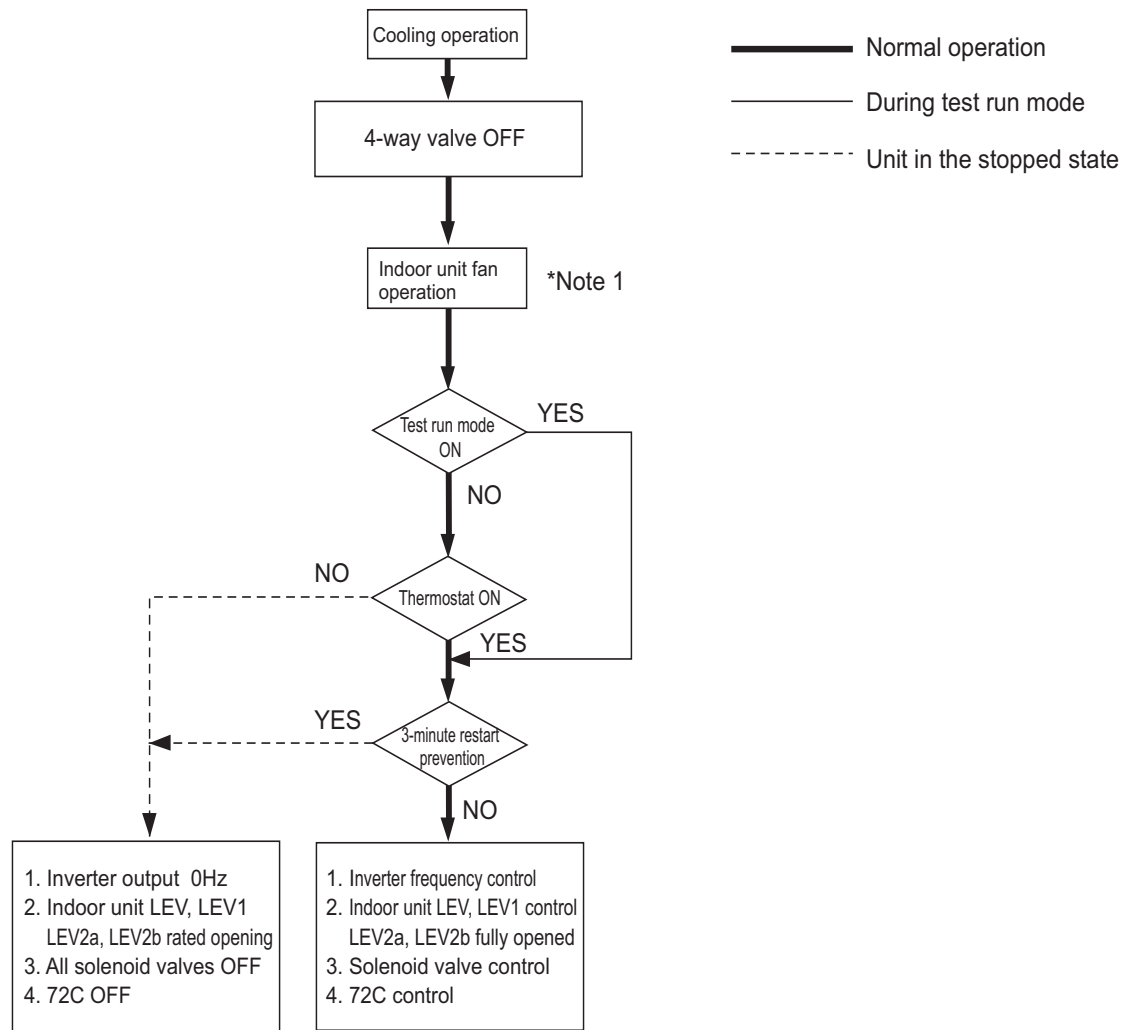 Cooling operation
Normal operation
During test run mode
4-way valve OFF
Unit in the stopped state
Indoor unit fan
operation
*Note 1
YES
Test run mode
ON
NO
NO
Thermostat ON
YES
YES
3-minute restart
prevention
NO
1. Inverter output 0Hz
2. Indoor unit LEV, LEV1
LEV2a, LEV2b rated opening
3. All solenoid valves OFF
4. 72C OFF
1. Inverter frequency control
2. Indoor unit LEV, LEV1 control
LEV2a, LEV2b fully opened
3. Solenoid valve control
4. 72C control